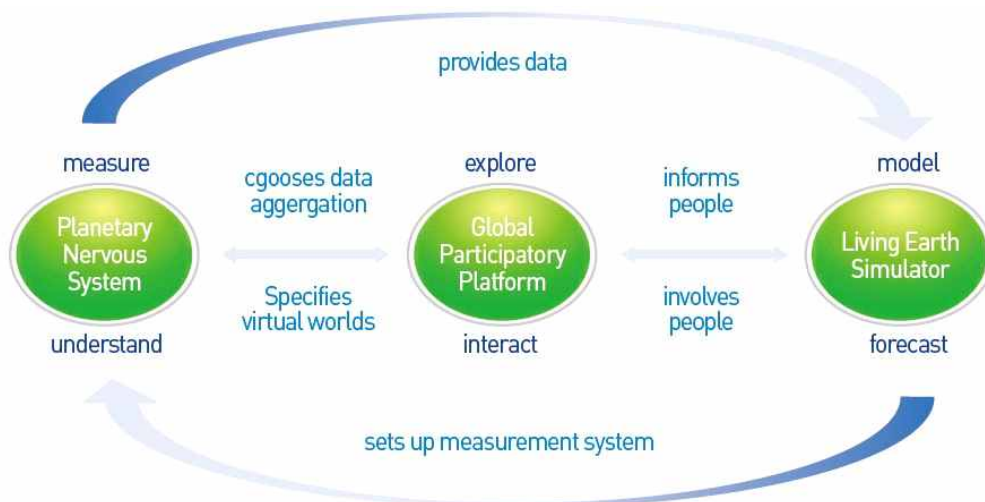 provides data
measure
cgooses data
aggergation
explore
informs
people
model
Planetary
Nervous
System
Global
Participatory
Platform
Living Earth
Simulator
Specifies
virtual worlds
involves
people
understand
interact
forecast
sets up measurement system